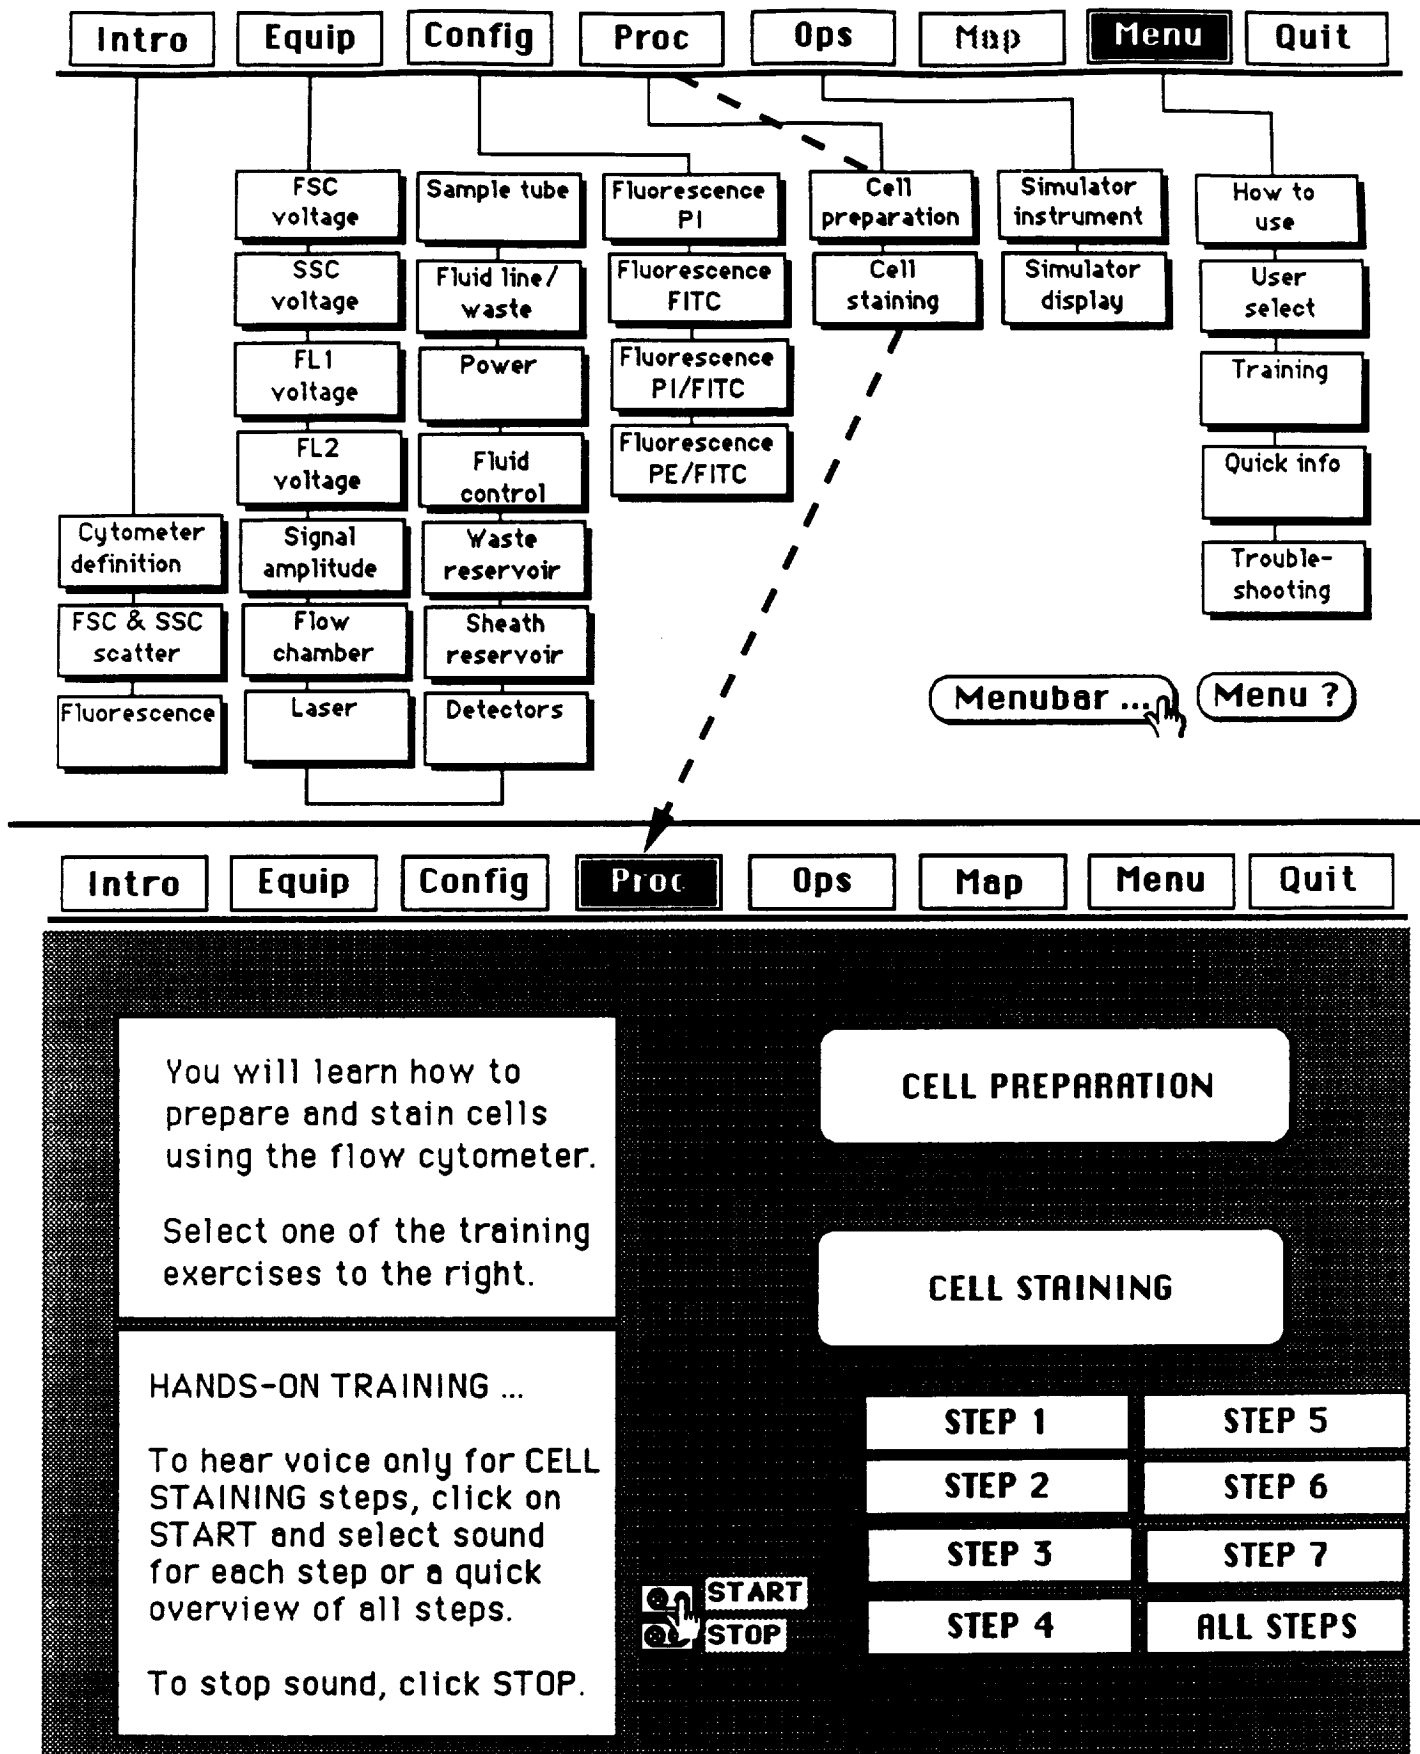 Intro Equip Config Proc Ops Map Menu Quit
FSC
voltage
SSC
voltage
FL1
voltage
FL2
voltage
Signal
amplitude
Flow
chamber
Laser
Sample tube
Fluid line/
waste
Power
Fluid
control
Waste
reservoir
Sheath
reservoir
Detectors
Cytometer
definition
FSC & SSC
scatter
Fluorescence
Fluorescence
PI
Fluorescence
FITC
Fluorescence
PI/FITC
Fluorescence
PE/FITC
Cell
preparation
Cell
staining
Simulator
instrument
Simulator
display
How to
use
User
select
Training
Quick info
Trouble-
shooting
Menubar ...
Menu ?
Intro Equip Config Proc Ops Map Menu Quit
You will learn how to
prepare and stain cells
using the flow cytometer.
Select one of the training
exercises to the right.
HANDS-ON TRAINING ...
To hear voice only for CELL
STAINING steps, click on
START and select sound
for each step or a quick
overview of all steps.
To stop sound, click STOP.
START
STOP
CELL PREPARATION
CELL STAINING
STEP 1
STEP 2
STEP 3
STEP 4
STEP 5
STEP 6
STEP 7
ALL STEPS